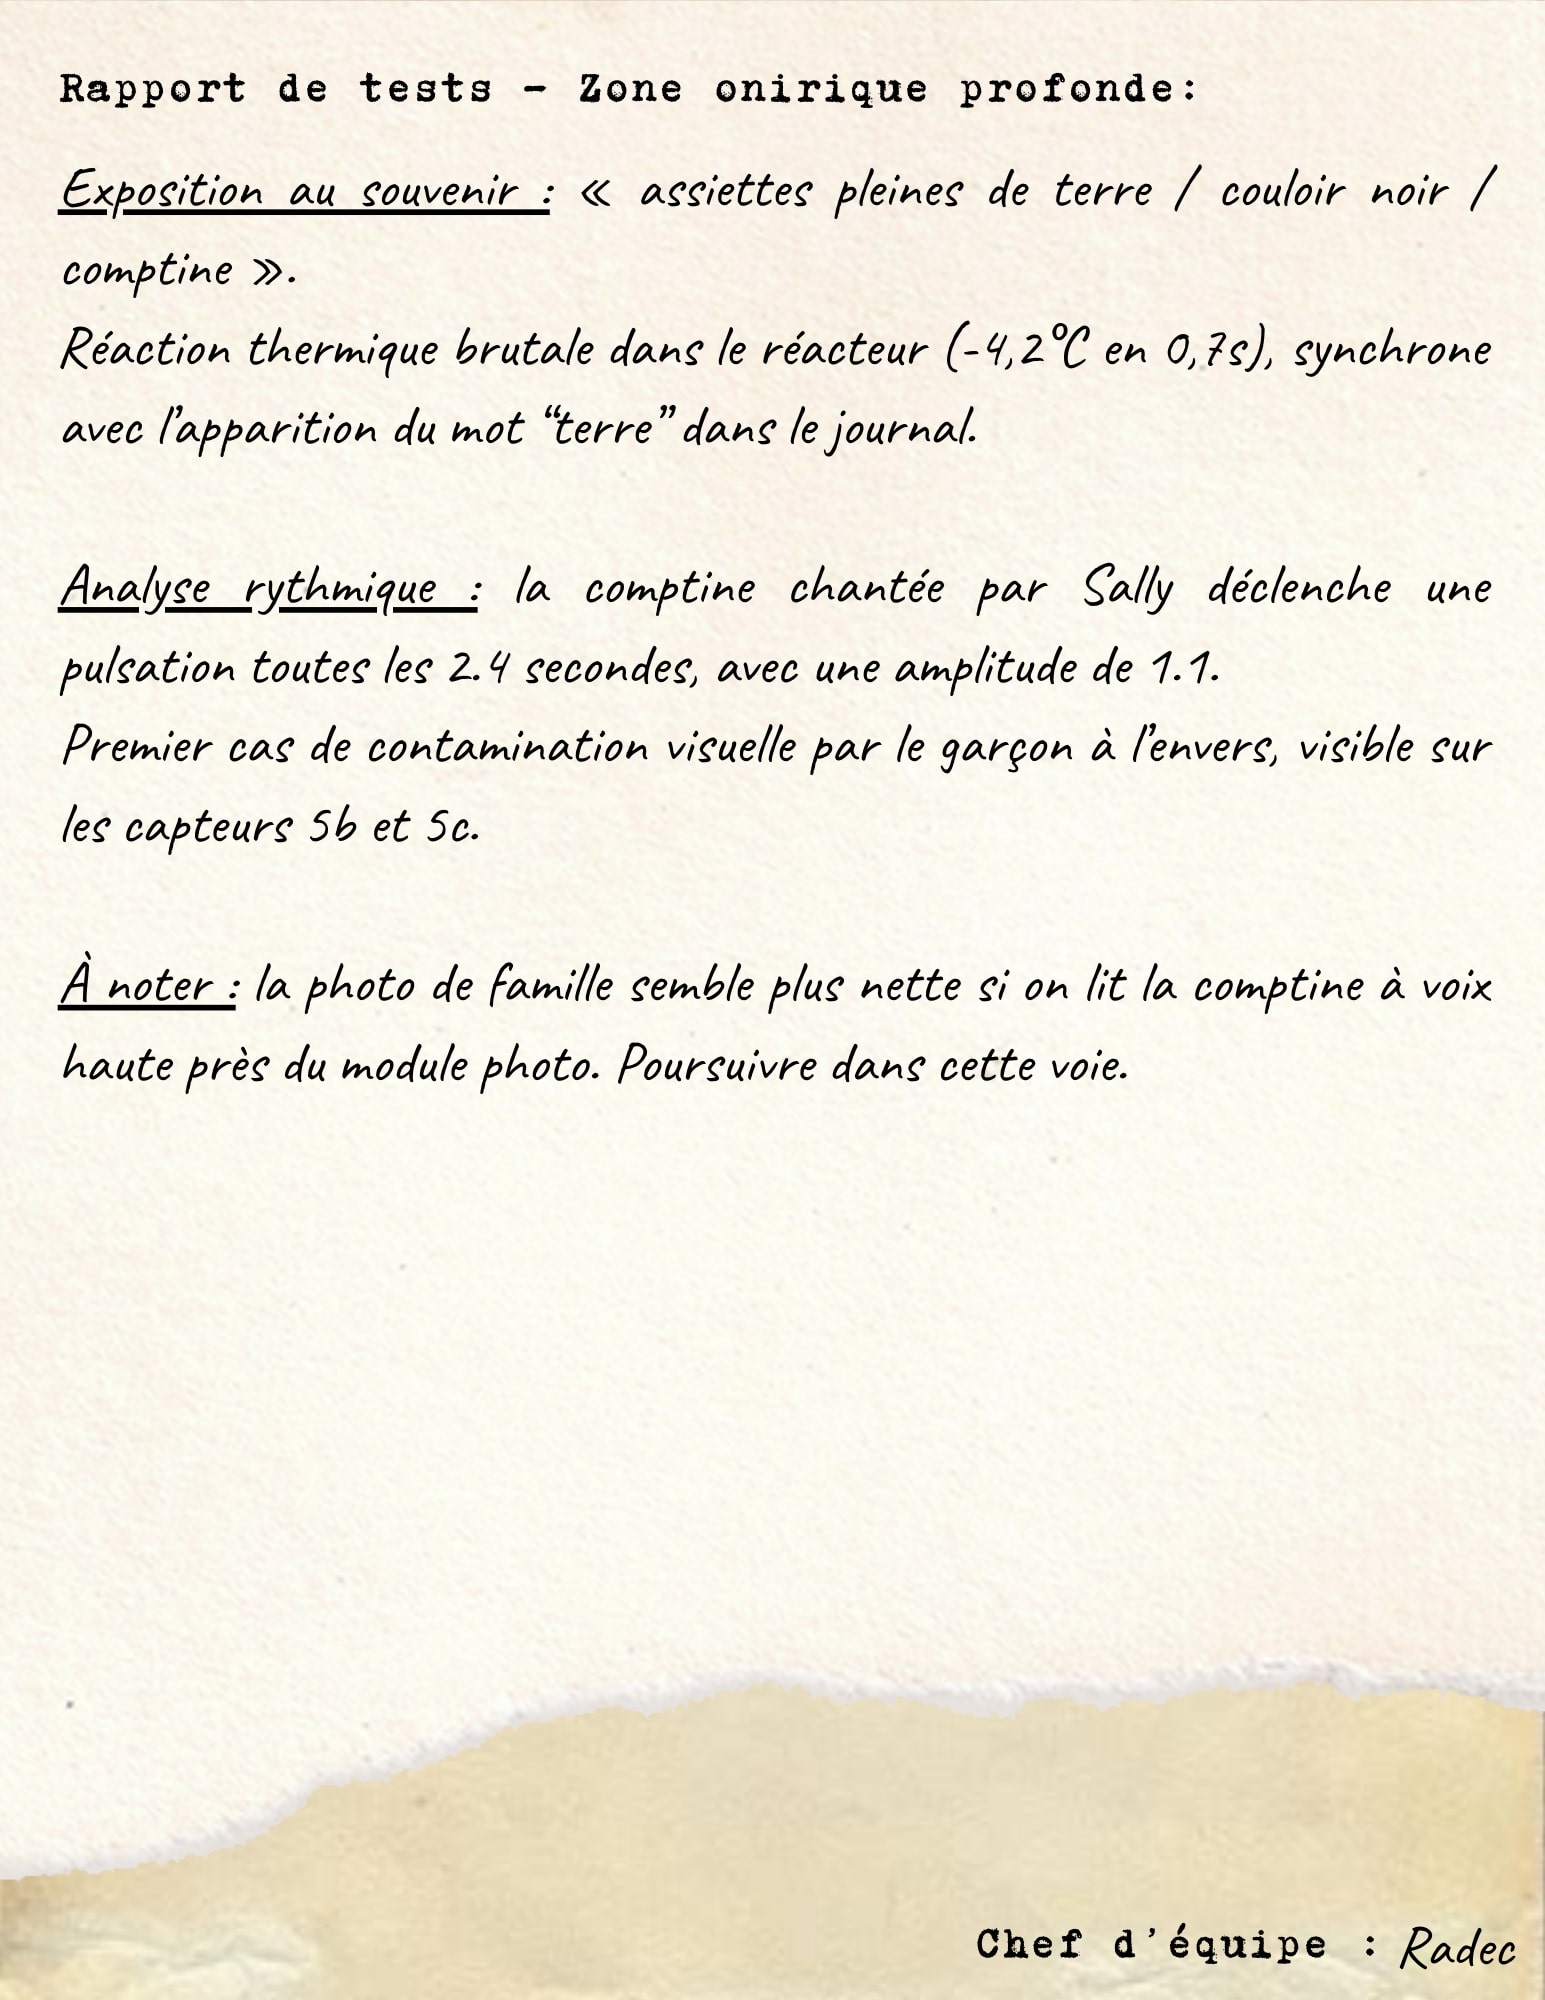 Rapport de tests - Zone onirique profonde:
Exposition au souvenir : « assiettes pleines de terre / couloir noir /
comptine ».
Réaction thermique brutale dans le réacteur (-4,2°C en 0,7s), synchrone
avec l’apparition du mot “terre” dans le journal.
Analyse rythmique : la comptine chantée par Sally déclenche une
pulsation toutes les 2.4 secondes, avec une amplitude de 1.1.
Premier cas de contamination visuelle par le garçon à l’envers, visible sur
les capteurs 5b et 5c.
À noter : la photo de famille semble plus nette si on lit la comptine à voix
haute près du module photo. Poursuivre dans cette voie.
Chef d'équipe : Radec